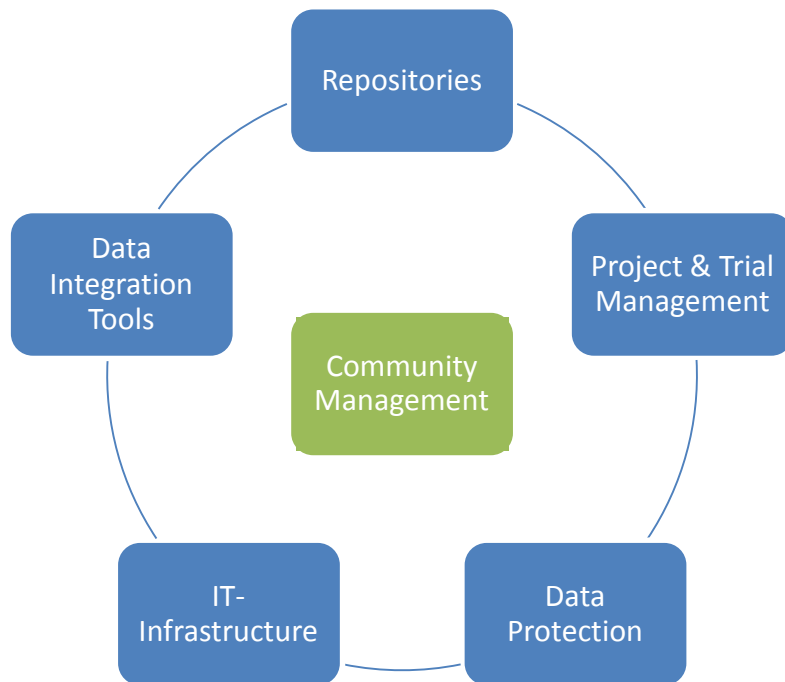 Repositories
Project & Trial
Management
Data
Protection
IT-
Infrastructure
Data
Integration
Tools
Community
Management